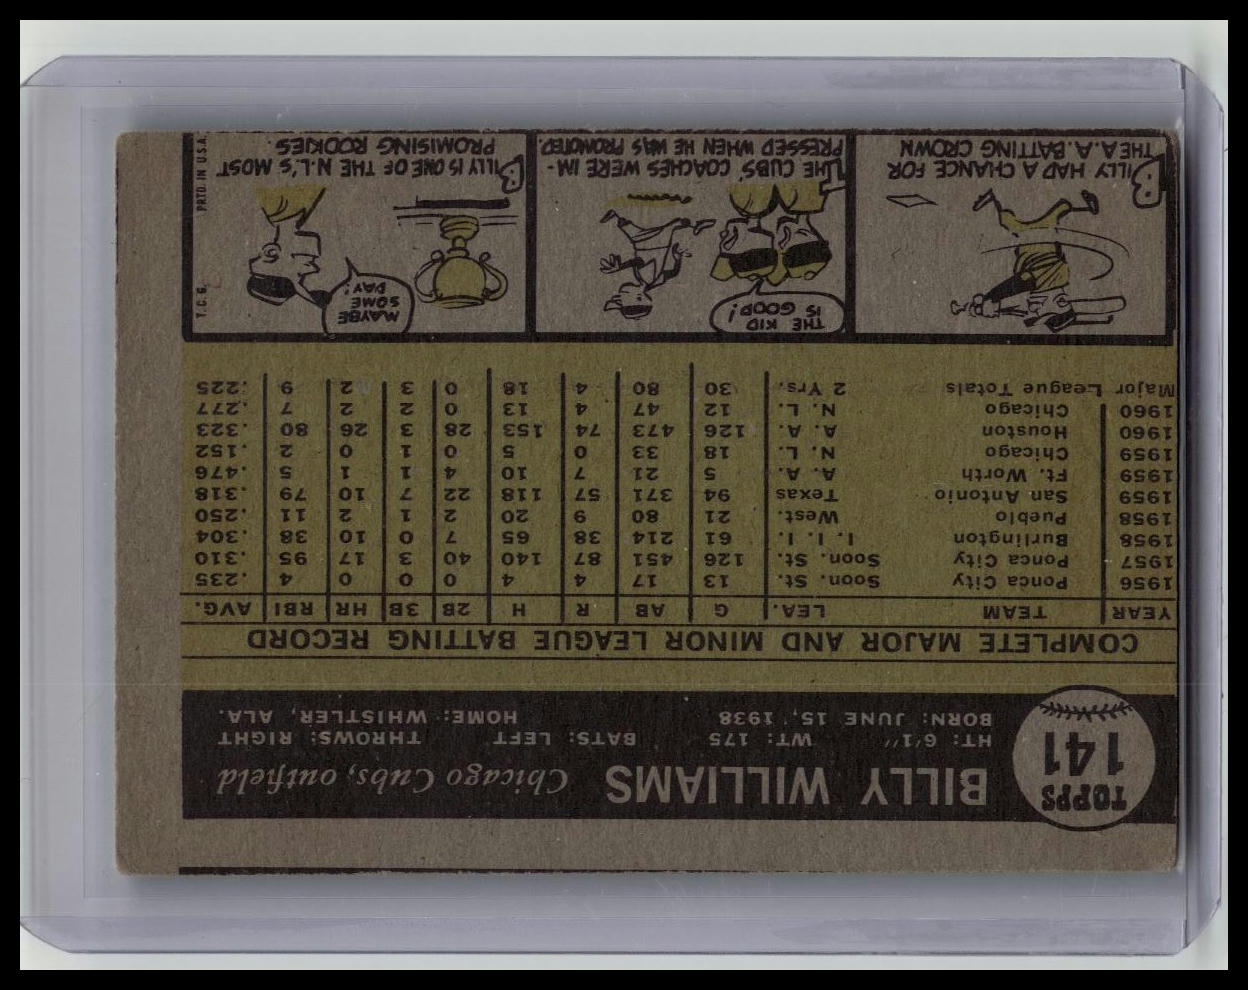 TOPPS
141
BILLY WILLIAMS Chicago Cubs, outfield
HT: 6'1" WT: 175 BATS: LEFT THROWS: RIGHT
BORN: JUNE 15, 1938 HOME: WHISTLER, ALA.
COMPLETE MAJOR AND MINOR LEAGUE BATTING RECORD
YEAR TEAM LEA. G AB R H 2B 3B HR RBI AVG.
1956 Ponca City Soon. St. 13 17 4 4 0 0 0 4 .235
1957 Ponca City Soon. St. 126 451 87 140 40 3 17 95 .310
1958 Burlington I. I. I. 61 214 38 65 7 0 10 38 .304
1958 Pueblo West. 21 80 9 20 2 1 2 11 .250
1959 San Antonio Texas 94 371 57 118 22 7 10 79 .318
1959 Ft. Worth A. A. 5 21 7 10 4 1 1 5 .476
1959 Chicago N. L. 18 33 0 5 0 1 0 2 .152
1960 Houston A. A. 126 473 74 153 28 3 26 80 .323
1960 Chicago N. L. 12 47 4 13 0 2 2 7 .277
Major League Totals 2 Yrs. 30 80 4 18 0 3 2 9 .225
BILLY HAD A CHANCE FOR
THE A.A. BATTING CROWN
THE KID
IS GOOD!
THE CUBS' COACHES WERE IM-
PRESSED WHEN HE WAS PROMOTED.
MAYBE
SOME
DAY!
BILLY IS ONE OF THE N.L.'S MOST
PROMISING ROOKIES.
T.C.G. PRTD. IN U.S.A.